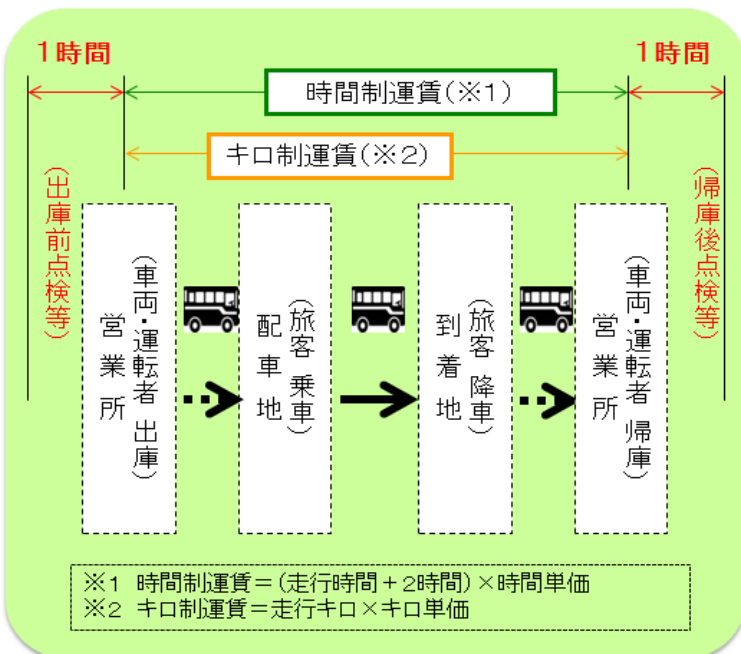 1時間
1時間
時間制運賃(※1)
キロ制運賃(※2)
(出庫前点検等)
営業所
(車両・運転者 出庫)
配車地
(旅客 乗車)
到着地
(旅客 降車)
営業所
(車両・運転者 帰庫)
(帰庫後点検等)
※1 時間制運賃=(走行時間+2時間)×時間単価
※2 キロ制運賃=走行キロ×キロ単価